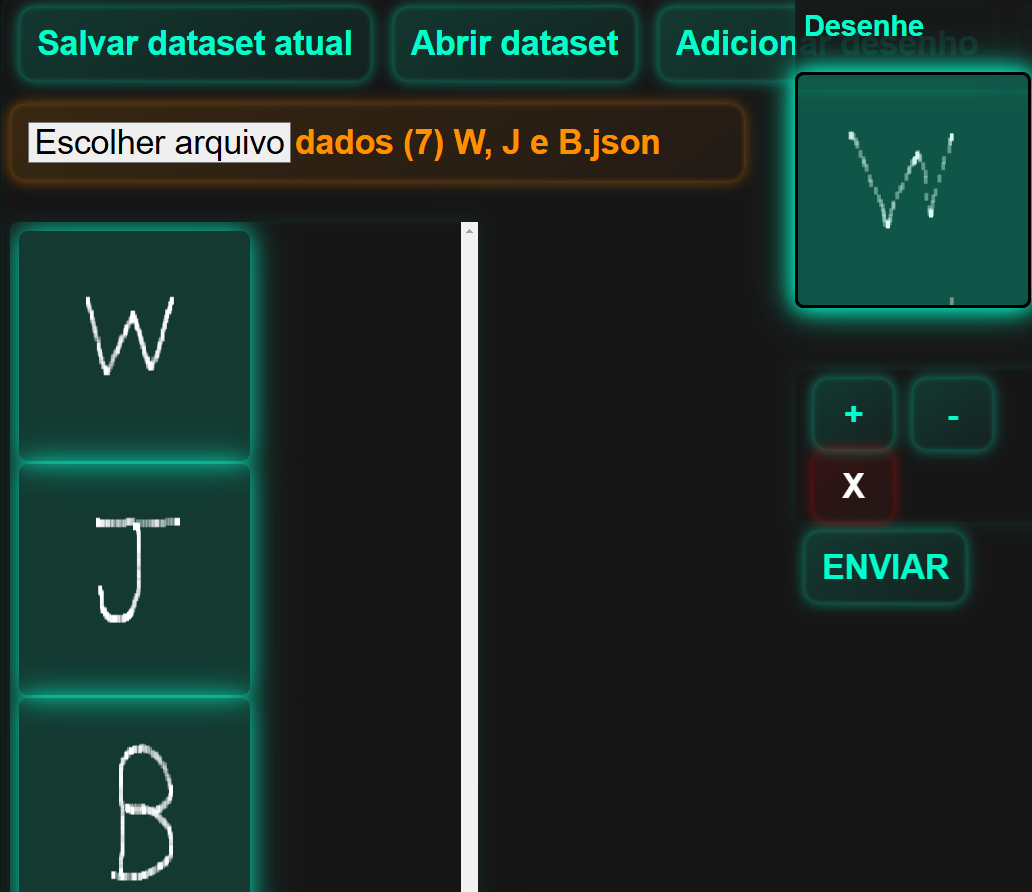 Salvar dataset atual
Abrir dataset
Adicionar desenho
Desenhe
Escolher arquivo dados (7) W, J e B.json
W
W
J
B
+
-
X
ENVIAR